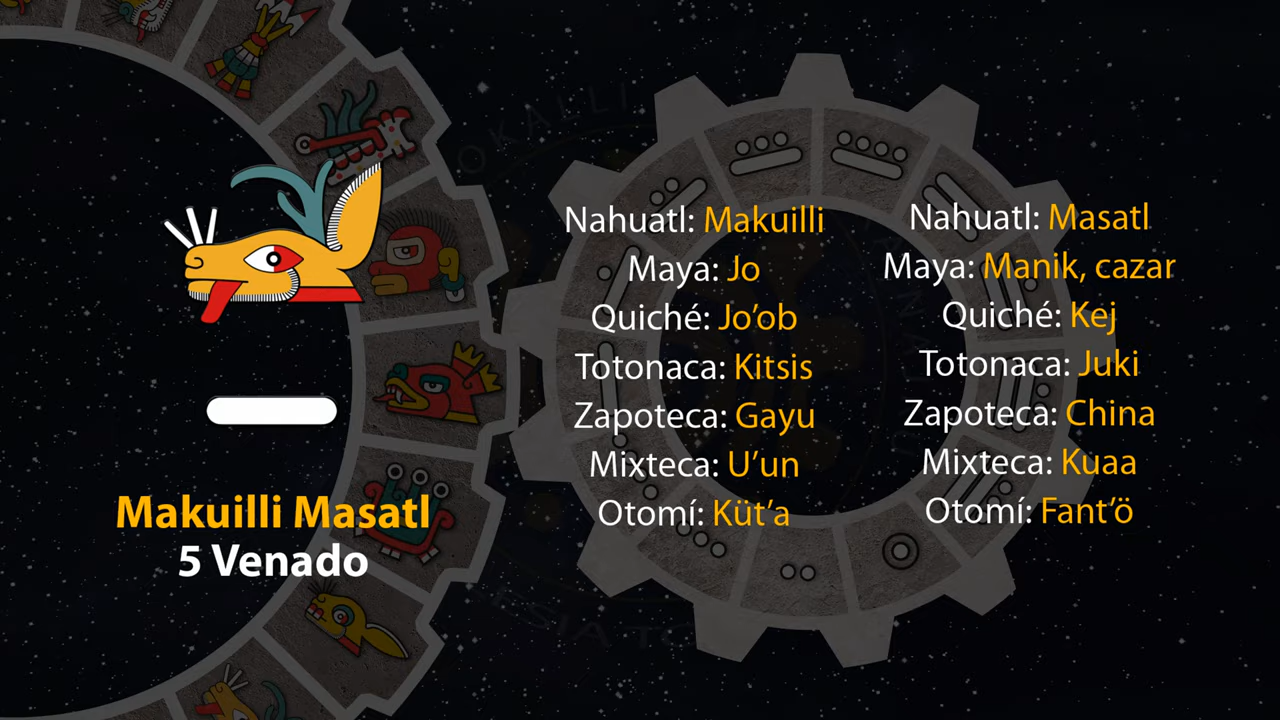 Makuilli Masatl
5 Venado
Nahuatl: Makuilli
Maya: Jo
Quiché: Jo’ob
Totonaca: Kitsis
Zapoteca: Gayu
Mixteca: U’un
Otomí: Küt’a
Nahuatl: Masatl
Maya: Manik, cazar
Quiché: Kej
Totonaca: Juki
Zapoteca: China
Mixteca: Kuaa
Otomí: Fant’ö